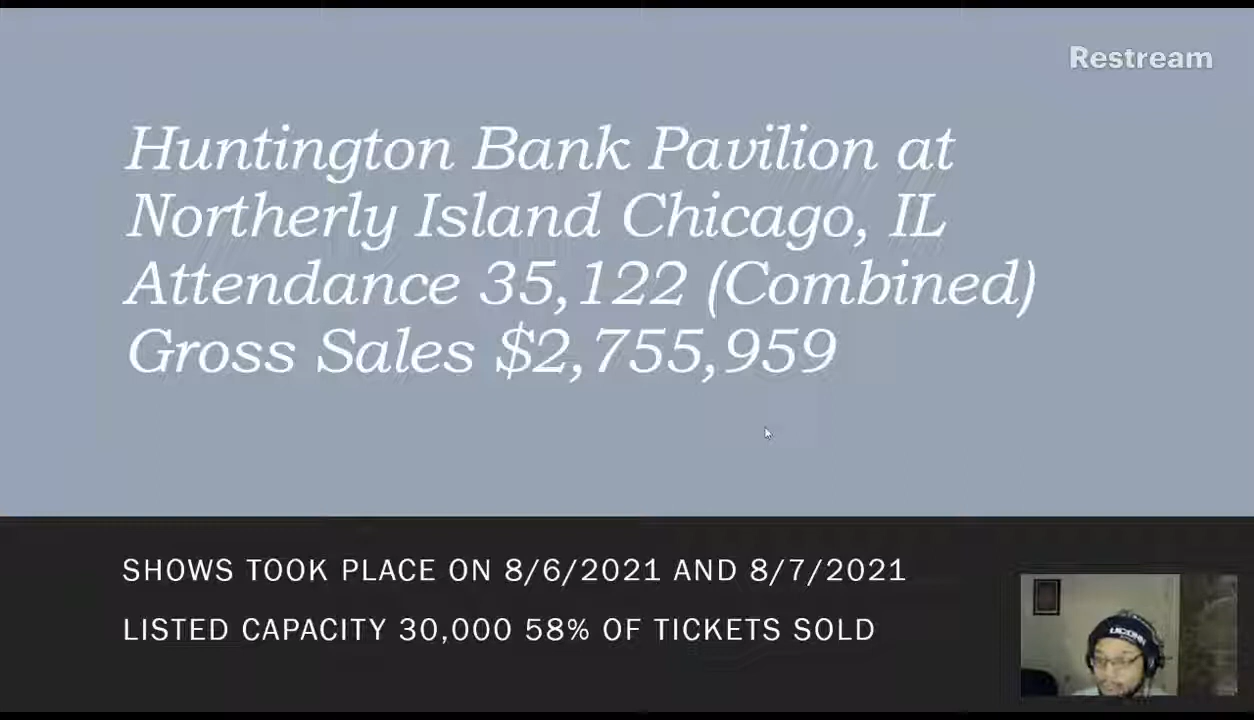 Restream
Huntington Bank Pavilion at
Northerly Island Chicago, IL
Attendance 35,122 (Combined)
Gross Sales $2,755,959
SHOWS TOOK PLACE ON 8/6/2021 AND 8/7/2021
LISTED CAPACITY 30,000 58% OF TICKETS SOLD
UCONN